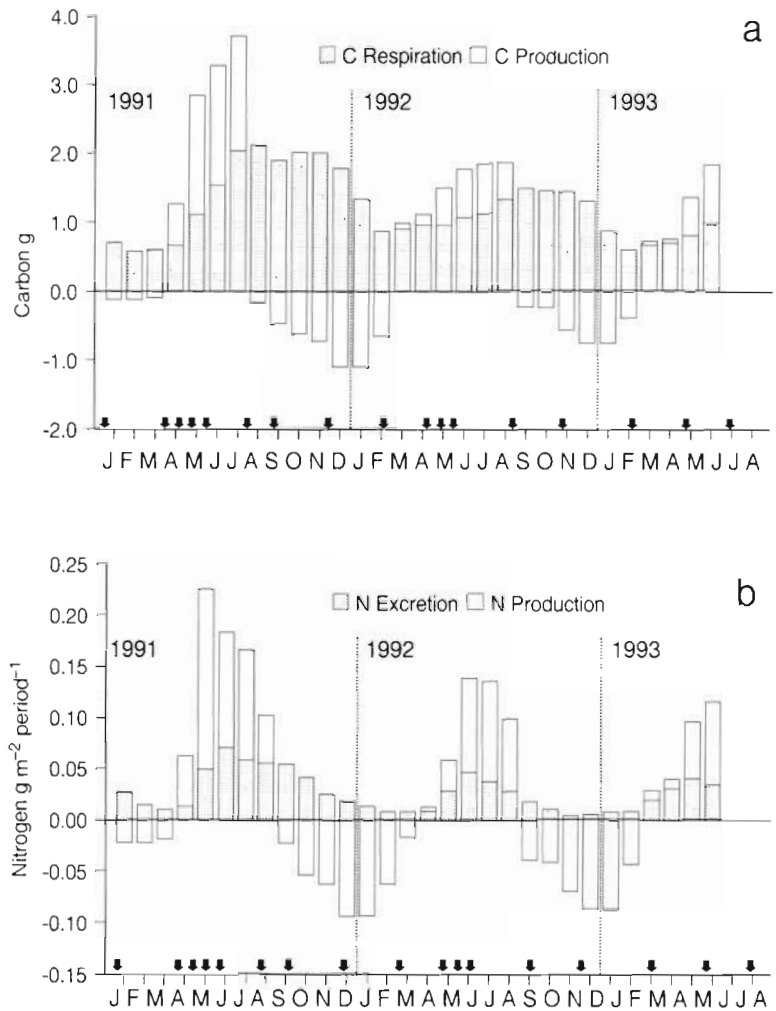 a
4.0
C Respiration C Production
3.0
1991 1992 1993
2.0
1.0
0.0
-1.0
-2.0
Carbon g
J F M A M J J A S O N D J F M A M J J A S O N D J F M A M J J A
b
0.25
N Excretion N Production
0.20
1991 1992 1993
0.15
0.10
0.05
0.00
-0.05
-0.10
-0.15
Nitrogen g m⁻² period⁻¹
J F M A M J J A S O N D J F M A M J J A S O N D J F M A M J J A